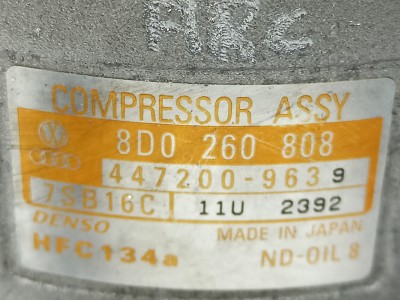 COMPRESSOR ASSY
8D0 260 808
447200-9639
7SB16C 11U 2392
DENSO MADE IN JAPAN
HFC134a ND-OIL 8